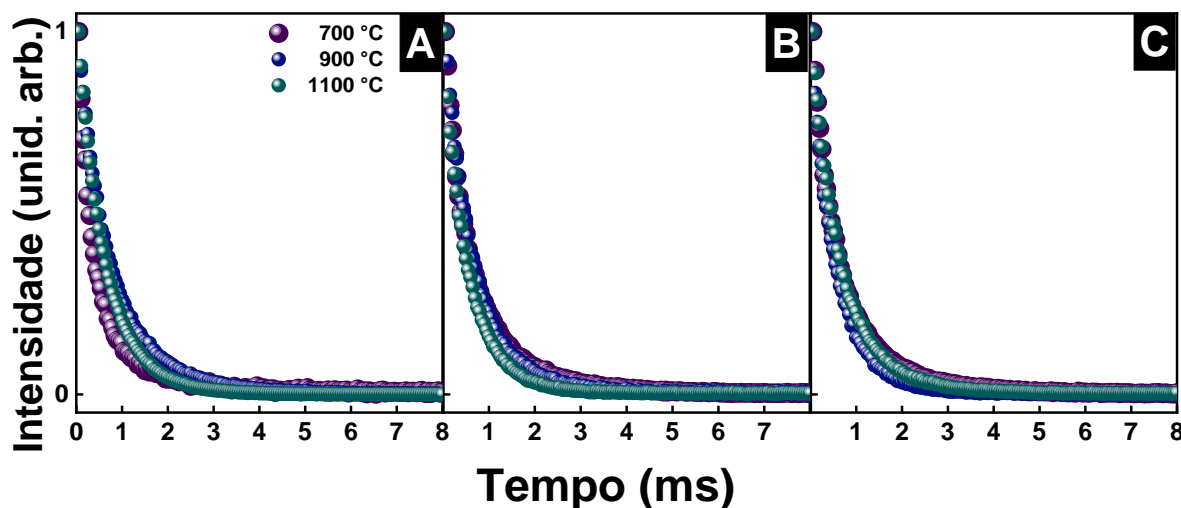 Intensidade (unid. arb.)
1
0
700 °C
900 °C
1100 °C
A
B
C
0 1 2 3 4 5 6 7 8
1 2 3 4 5 6 7
1 2 3 4 5 6 7 8
Tempo (ms)